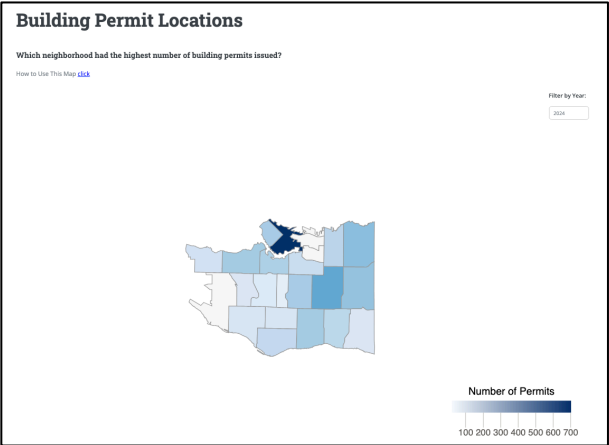 Building Permit Locations
Which neighborhood had the highest number of building permits issued?
How to Use This Map click
Filter by Year:
2024
Number of Permits
100 200 300 400 500 600 700